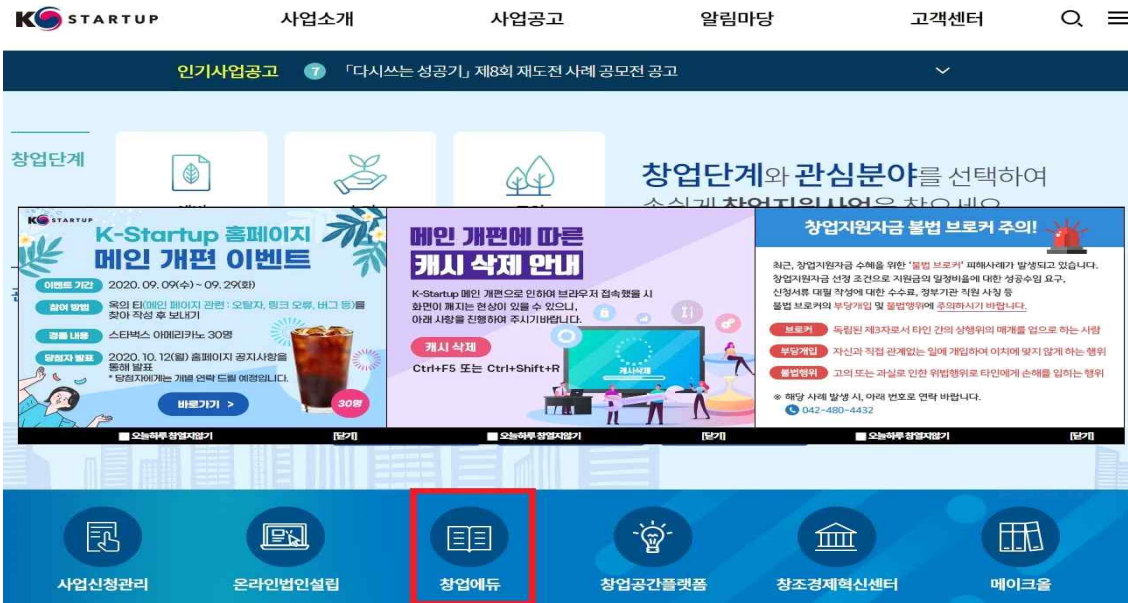 K STARTUP
사업소개
사업공고
알림마당
고객센터
인기사업공고
7
「다시쓰는 성공기」 제8회 재도전 사례 공모전 공고
창업단계
창업단계와 관심분야를 선택하여
K STARTUP
K-Startup 홈페이지
메인 개편 이벤트
이벤트 기간 2020. 09. 09(수) ~ 09. 29(화)
참여 방법 옥의 티(메인 페이지 관련 : 오탈자, 링크 오류, 버그 등)를
찾아 작성 후 보내기
경품 내용 스타벅스 아메리카노 30명
당첨자 발표 2020. 10. 12(월) 홈페이지 공지사항을
통해 발표
* 당첨자에게는 개별 연락 드릴 예정입니다.
바로가기 >
30명
오늘하루 창열지않기
[닫기]
메인 개편에 따른
캐시 삭제 안내
K-Startup 메인 개편으로 인하여 브라우저 접속했을 시
화면이 깨지는 현상이 있을 수 있으니,
아래 사항을 진행하여 주시기바랍니다.
캐시 삭제
Ctrl+F5 또는 Ctrl+Shift+R
캐시삭제
오늘하루 창열지않기
[닫기]
창업지원자금 불법 브로커 주의!
최근, 창업지원자금 수혜을 위한 '불법 브로커' 피해사례가 발생되고 있습니다.
창업지원자금 선정 조건으로 지원금의 일정비율에 대한 성공수임 요구,
신청서류 대필 작성에 대한 수수료, 정부기관 직원 사칭 등
불법 브로커의 부당개입 및 불법행위에 주의하시기 바랍니다.
브로커 독립된 제3자로서 타인 간의 상행위의 매개를 업으로 하는 사람
부당개입 자신과 직접 관계없는 일에 개입하여 이치에 맞지 않게 하는 행위
불법행위 고의 또는 과실로 인한 위법행위로 타인에게 손해를 입히는 행위
※ 해당 사례 발생 시, 아래 번호로 연락 바랍니다.
042-480-4432
오늘하루 창열지않기
[닫기]
사업신청관리
온라인법인설립
창업에듀
창업공간플랫폼
창조경제혁신센터
메이크올